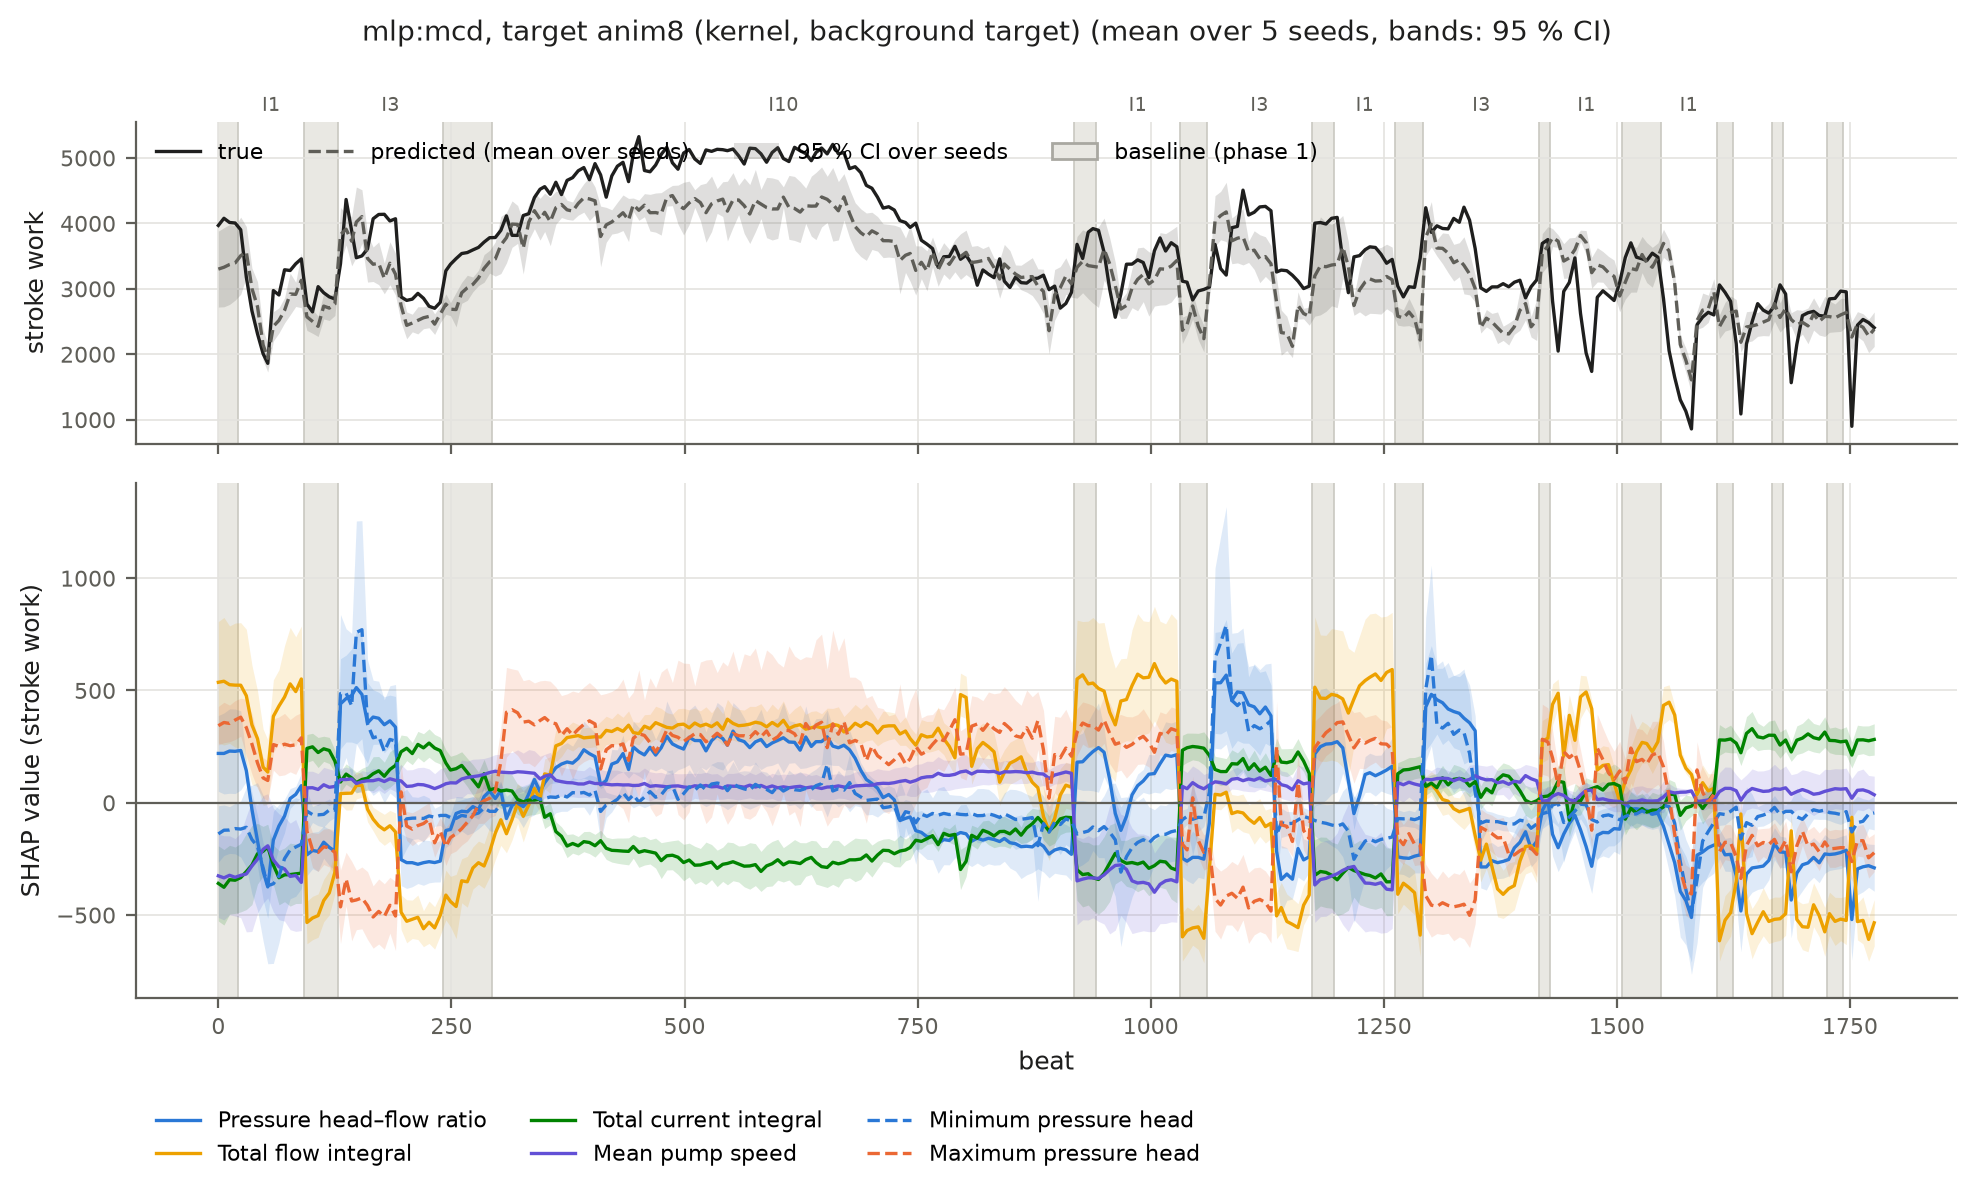 mlp:mcd, target anim8 (kernel, background target) (mean over 5 seeds, bands: 95 % CI)
I1 I3 I10 I1 I3 I1 I3 I1 I1
true predicted (mean over seeds) 95 % CI over seeds baseline (phase 1)
stroke work
5000
4000
3000
2000
1000
SHAP value (stroke work)
1000
500
0
−500
0 250 500 750 1000 1250 1500 1750
beat
Pressure head–flow ratio Total current integral Minimum pressure head
Total flow integral Mean pump speed Maximum pressure head